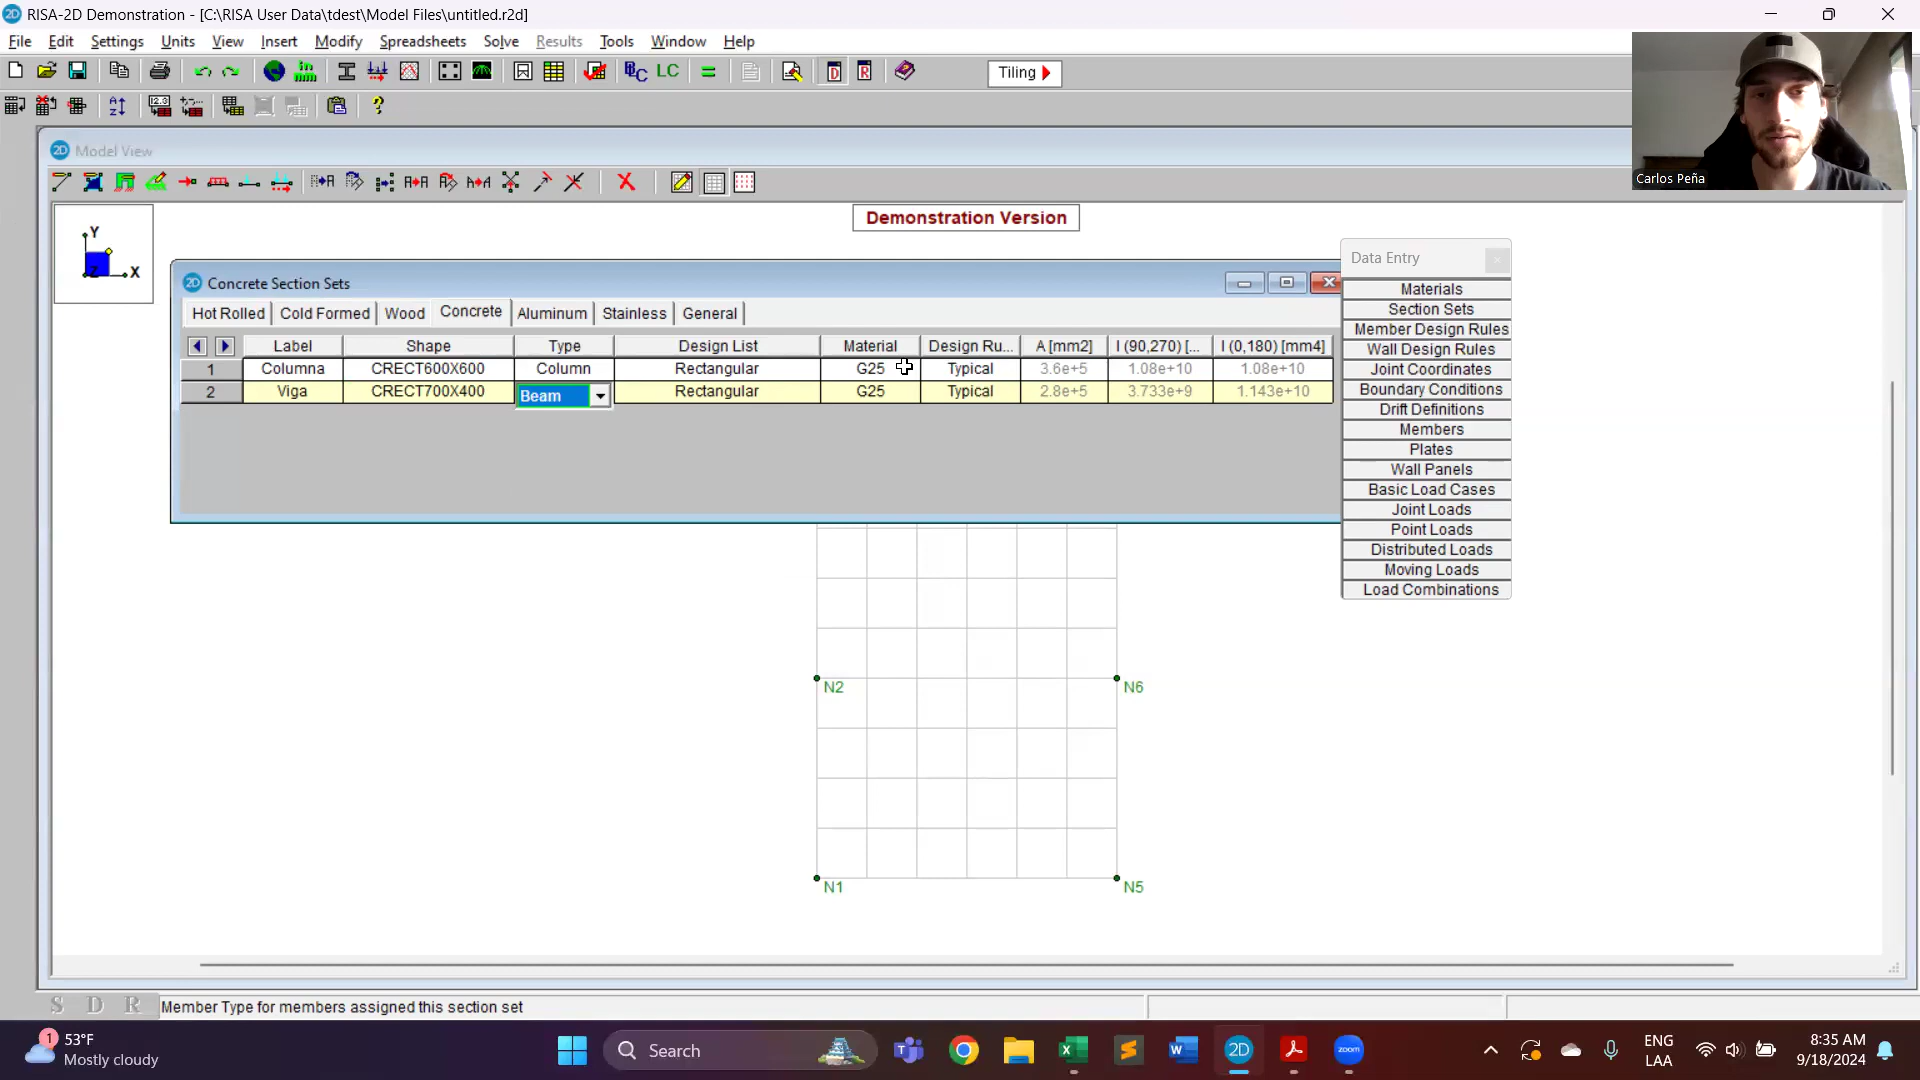 RISA-2D Demonstration - [C:\RISA User Data\tdest\Model Files\untitled.r2d]
File Edit Settings Units View Insert Modify Spreadsheets Solve Results Tools Window Help
Tiling
Carlos Peña
Model View
Demonstration Version
Y
X
Data Entry
Materials
Section Sets
Member Design Rules
Wall Design Rules
Joint Coordinates
Boundary Conditions
Drift Definitions
Members
Plates
Wall Panels
Basic Load Cases
Joint Loads
Point Loads
Distributed Loads
Moving Loads
Load Combinations
Concrete Section Sets
Hot Rolled Cold Formed Wood Concrete Aluminum Stainless General
Label Shape Type Design List Material Design Ru... A [mm2] I (90,270) [... I (0,180) [mm4]
1 Columna CRECT600X600 Column Rectangular G25 Typical 3.6e+5 1.08e+10 1.08e+10
2 Viga CRECT700X400 Beam Rectangular G25 Typical 2.8e+5 3.733e+9 1.143e+10
N2 N6
N1 N5
S D R Member Type for members assigned this section set
1
53°F
Mostly cloudy
Search
zoom
ENG
LAA
8:35 AM
9/18/2024